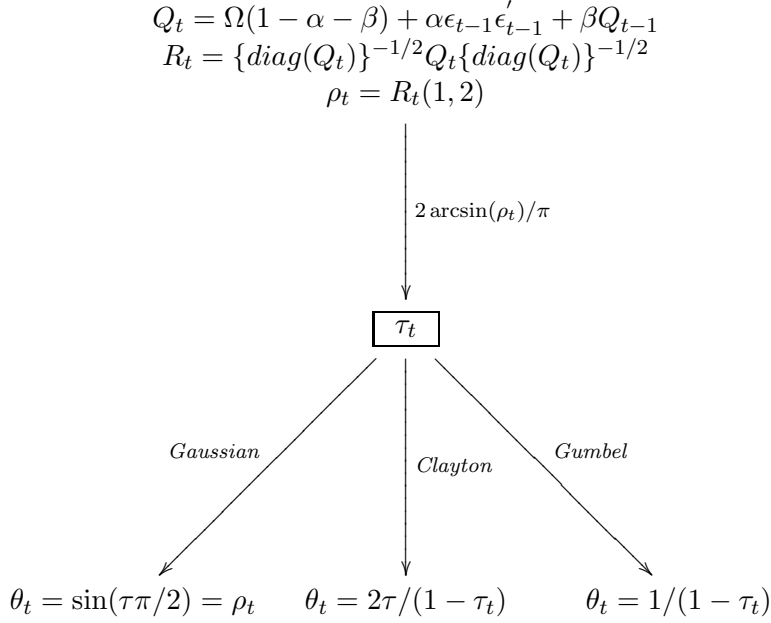 Q_t = Ω(1 − α − β) + αϵ_{t−1}ϵ'_{t−1} + βQ_{t−1}
R_t = {diag(Q_t)}^{−1/2}Q_t{diag(Q_t)}^{−1/2}
ρ_t = R_t(1, 2)
2 arcsin(ρ_t)/π
τ_t
Gaussian
Clayton
Gumbel
θ_t = sin(τπ/2) = ρ_t
θ_t = 2τ/(1 − τ_t)
θ_t = 1/(1 − τ_t)